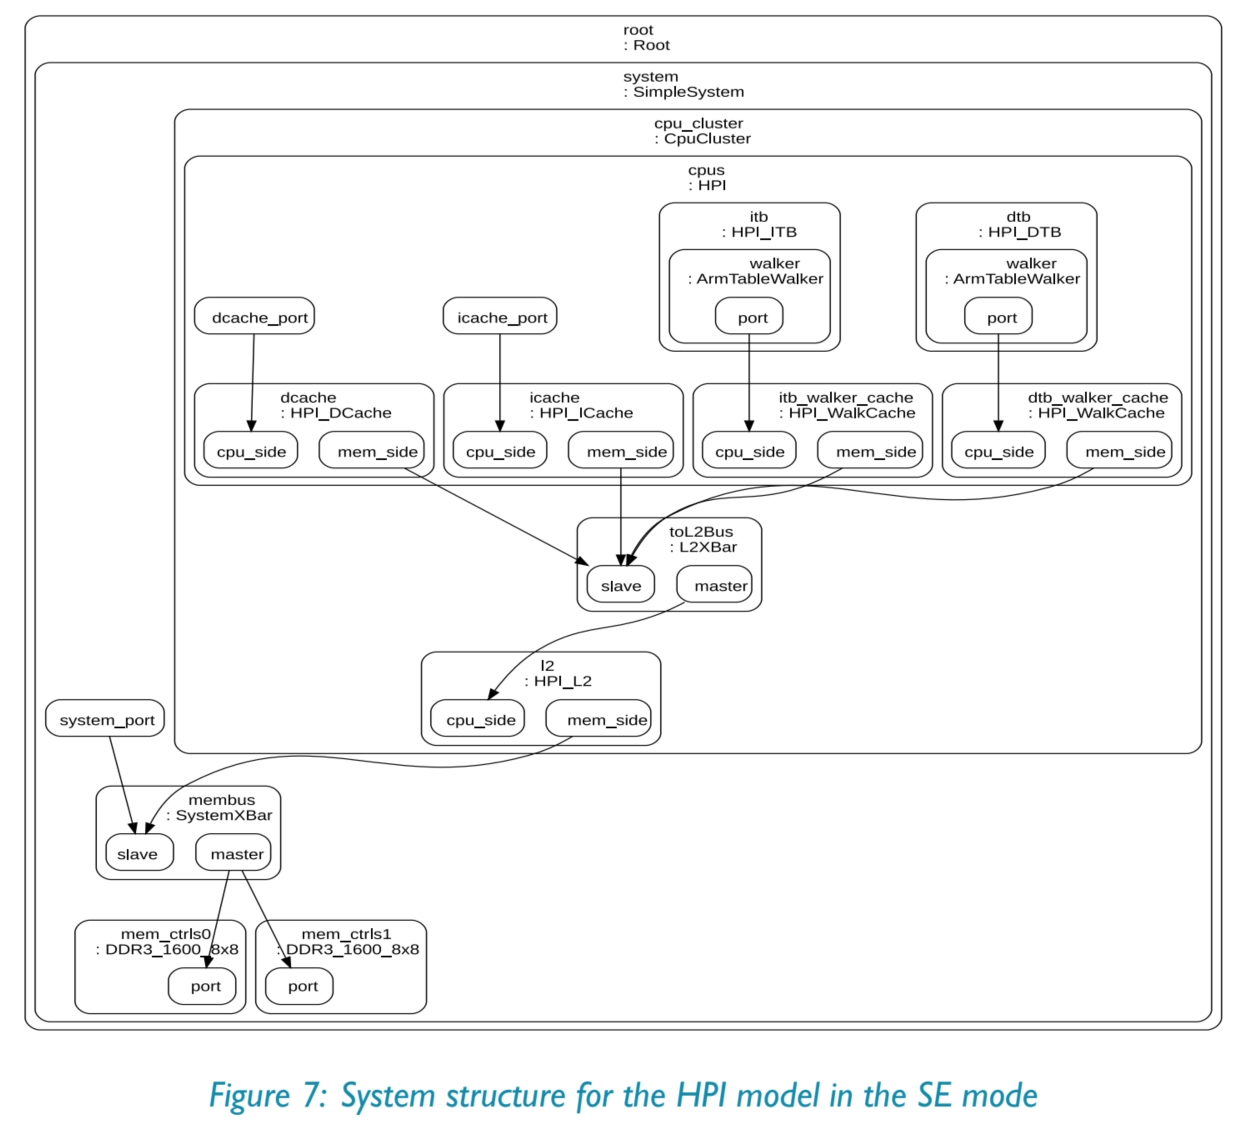 root
: Root
system
: SimpleSystem
cpu_cluster
: CpuCluster
cpus
: HPI
itb
: HPI_ITB
dtb
: HPI_DTB
walker
: ArmTableWalker
walker
: ArmTableWalker
dcache_port
icache_port
port
port
dcache
: HPI_DCache
icache
: HPI_ICache
itb_walker_cache
: HPI_WalkCache
dtb_walker_cache
: HPI_WalkCache
cpu_side
mem_side
cpu_side
mem_side
cpu_side
mem_side
cpu_side
mem_side
toL2Bus
: L2XBar
slave
master
l2
: HPI_L2
cpu_side
mem_side
system_port
membus
: SystemXBar
slave
master
mem_ctrls0
: DDR3_1600_8x8
mem_ctrls1
: DDR3_1600_8x8
port
port
Figure 7: System structure for the HPI model in the SE mode